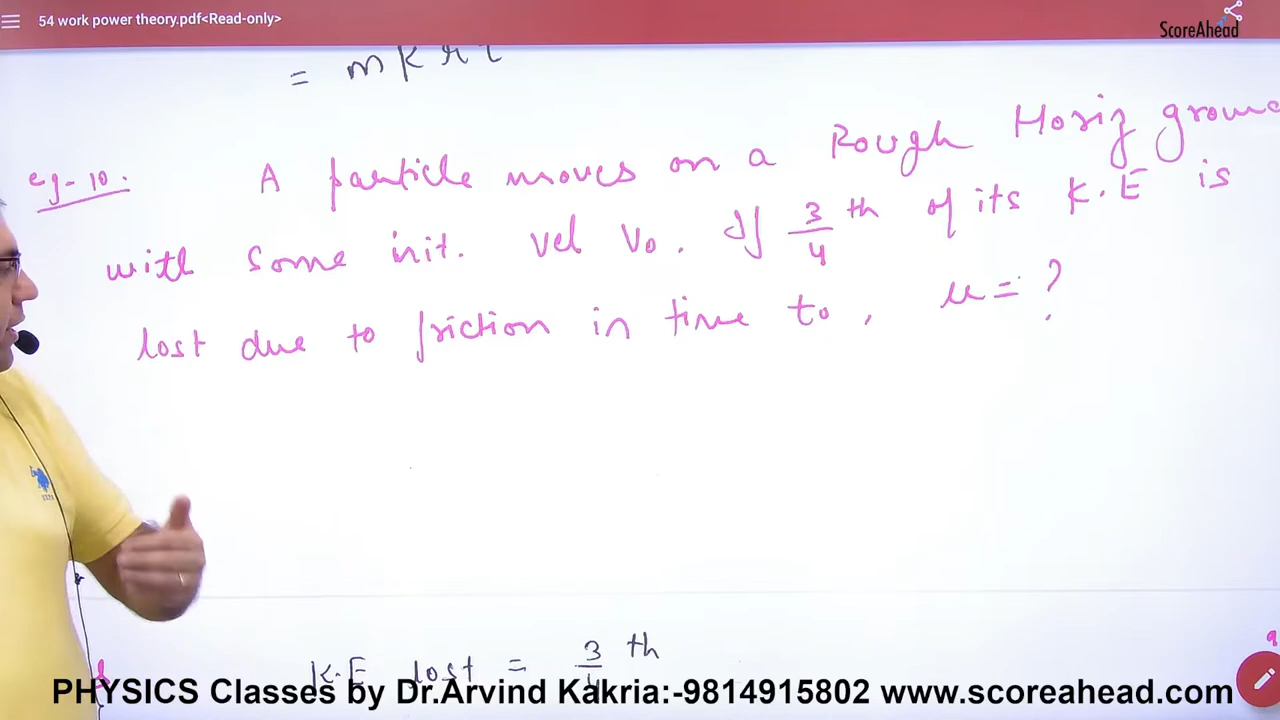 54 work power theory.pdf<Read-only>
ScoreAhead
= m k r t
eg-10. A particle moves on a Rough Horiz ground
with some init. vel v₀. If 3/4 th of its K.E is
lost due to friction in time t₀, μ = ?
K.E lost = 3/4 th
PHYSICS Classes by Dr.Arvind Kakria:-9814915802 www.scoreahead.com